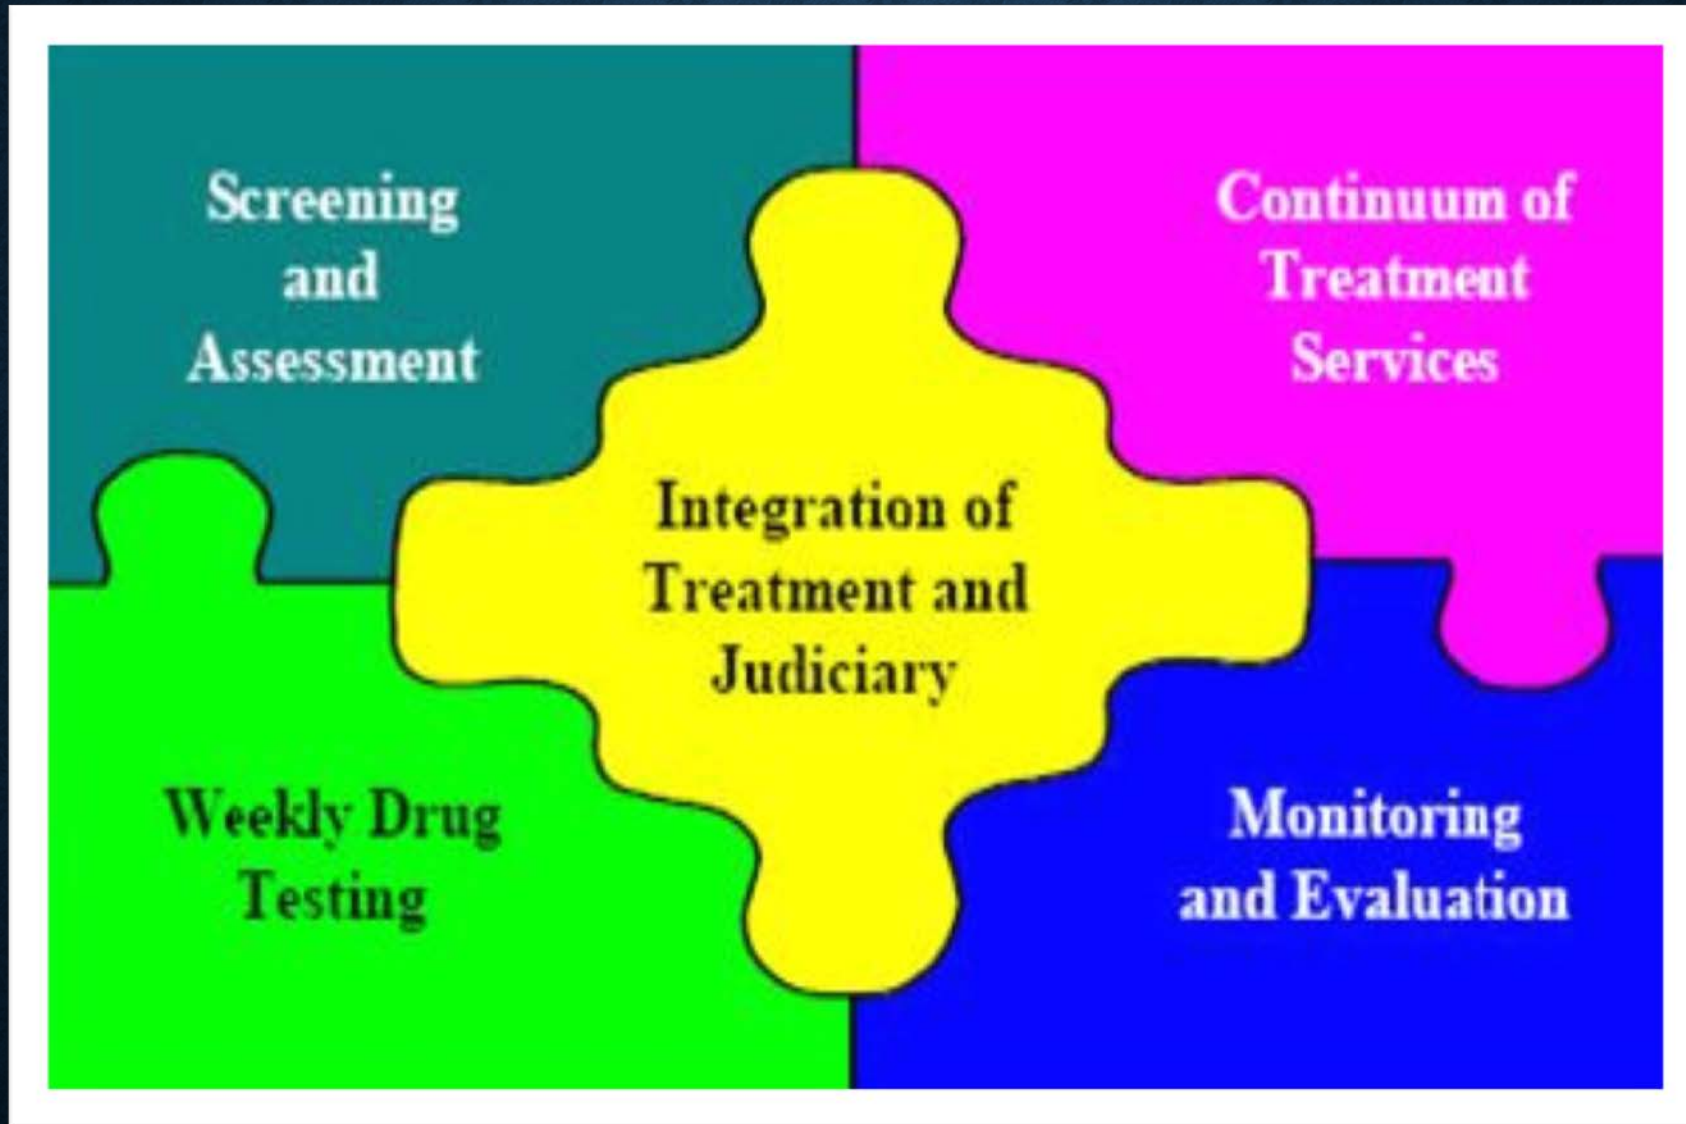 Screening
and
Assessment
Continuum of
Treatment
Services
Integration of
Treatment and
Judiciary
Weekly Drug
Testing
Monitoring
and Evaluation